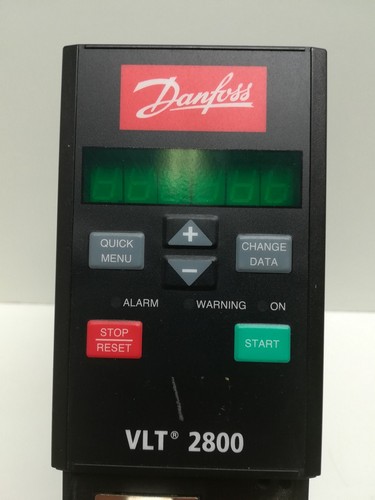 Danfoss
+
QUICK
MENU
CHANGE
DATA
−
ALARM
WARNING
ON
STOP
RESET
START
VLT® 2800